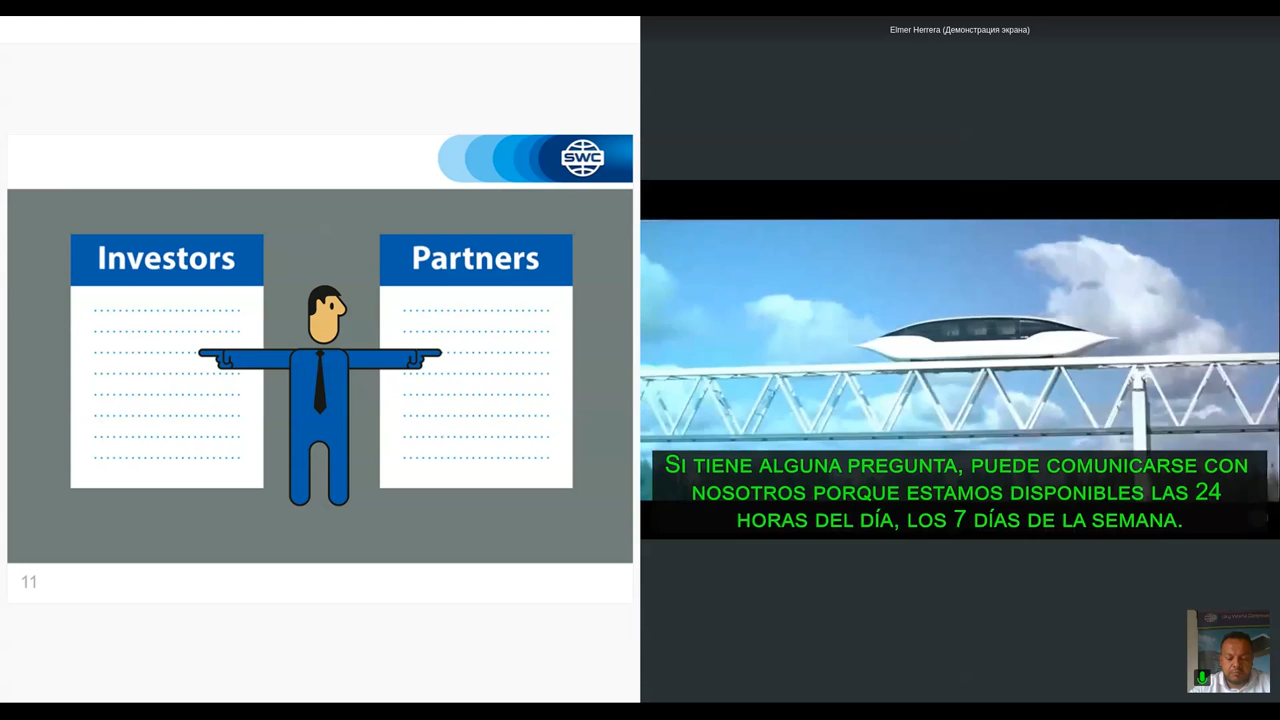 Elmer Herrera (Демонстрация экрана)
SWC
Investors
Partners
11
SI TIENE ALGUNA PREGUNTA, PUEDE COMUNICARSE CON
NOSOTROS PORQUE ESTAMOS DISPONIBLES LAS 24
HORAS DEL DÍA, LOS 7 DÍAS DE LA SEMANA.